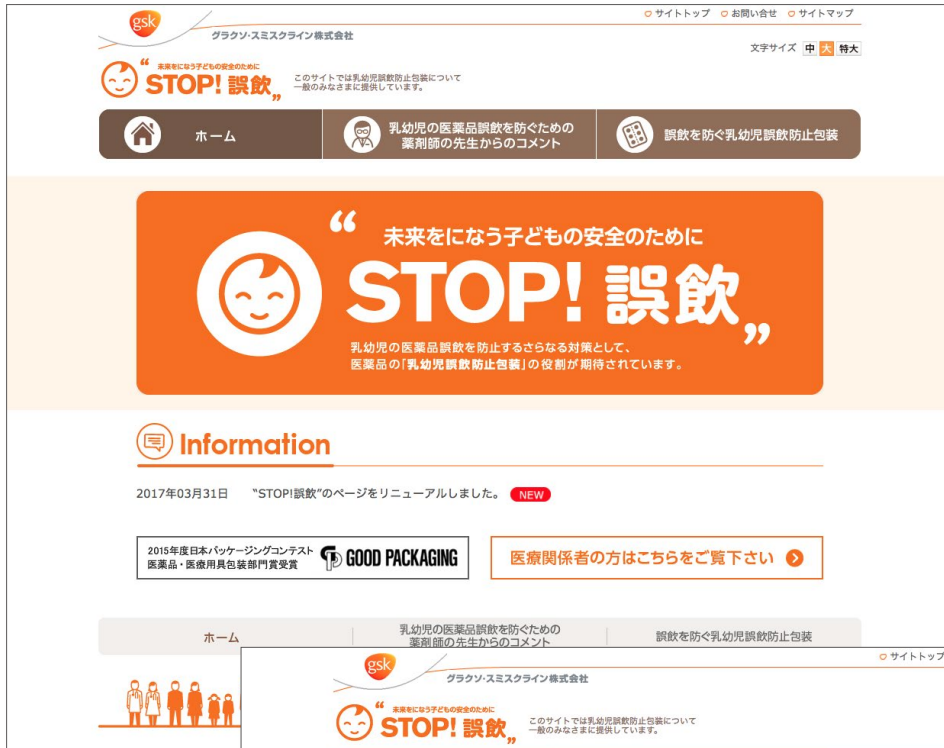 gsk
グラクソ・スミスクライン株式会社
サイトトップ お問い合せ サイトマップ
文字サイズ 中 大 特大
“未来をになう子どもの安全のために
STOP! 誤飲„
このサイトでは乳幼児誤飲防止包装について
一般のみなさまに提供しています。
ホーム
乳幼児の医薬品誤飲を防ぐための
薬剤師の先生からのコメント
誤飲を防ぐ乳幼児誤飲防止包装
“未来をになう子どもの安全のために
STOP! 誤飲„
乳幼児の医薬品誤飲を防止するさらなる対策として、
医薬品の「乳幼児誤飲防止包装」の役割が期待されています。
Information
2017年03月31日 “STOP!誤飲”のページをリニューアルしました。 NEW
2015年度日本パッケージングコンテスト
医薬品・医療用具包装部門賞受賞
GOOD PACKAGING
医療関係者の方はこちらをご覧下さい
ホーム
乳幼児の医薬品誤飲を防ぐための
薬剤師の先生からのコメント
誤飲を防ぐ乳幼児誤飲防止包装
gsk
グラクソ・スミスクライン株式会社
サイトトップ
“未来をになう子どもの安全のために
STOP! 誤飲„
このサイトでは乳幼児誤飲防止包装について
一般のみなさまに提供しています。